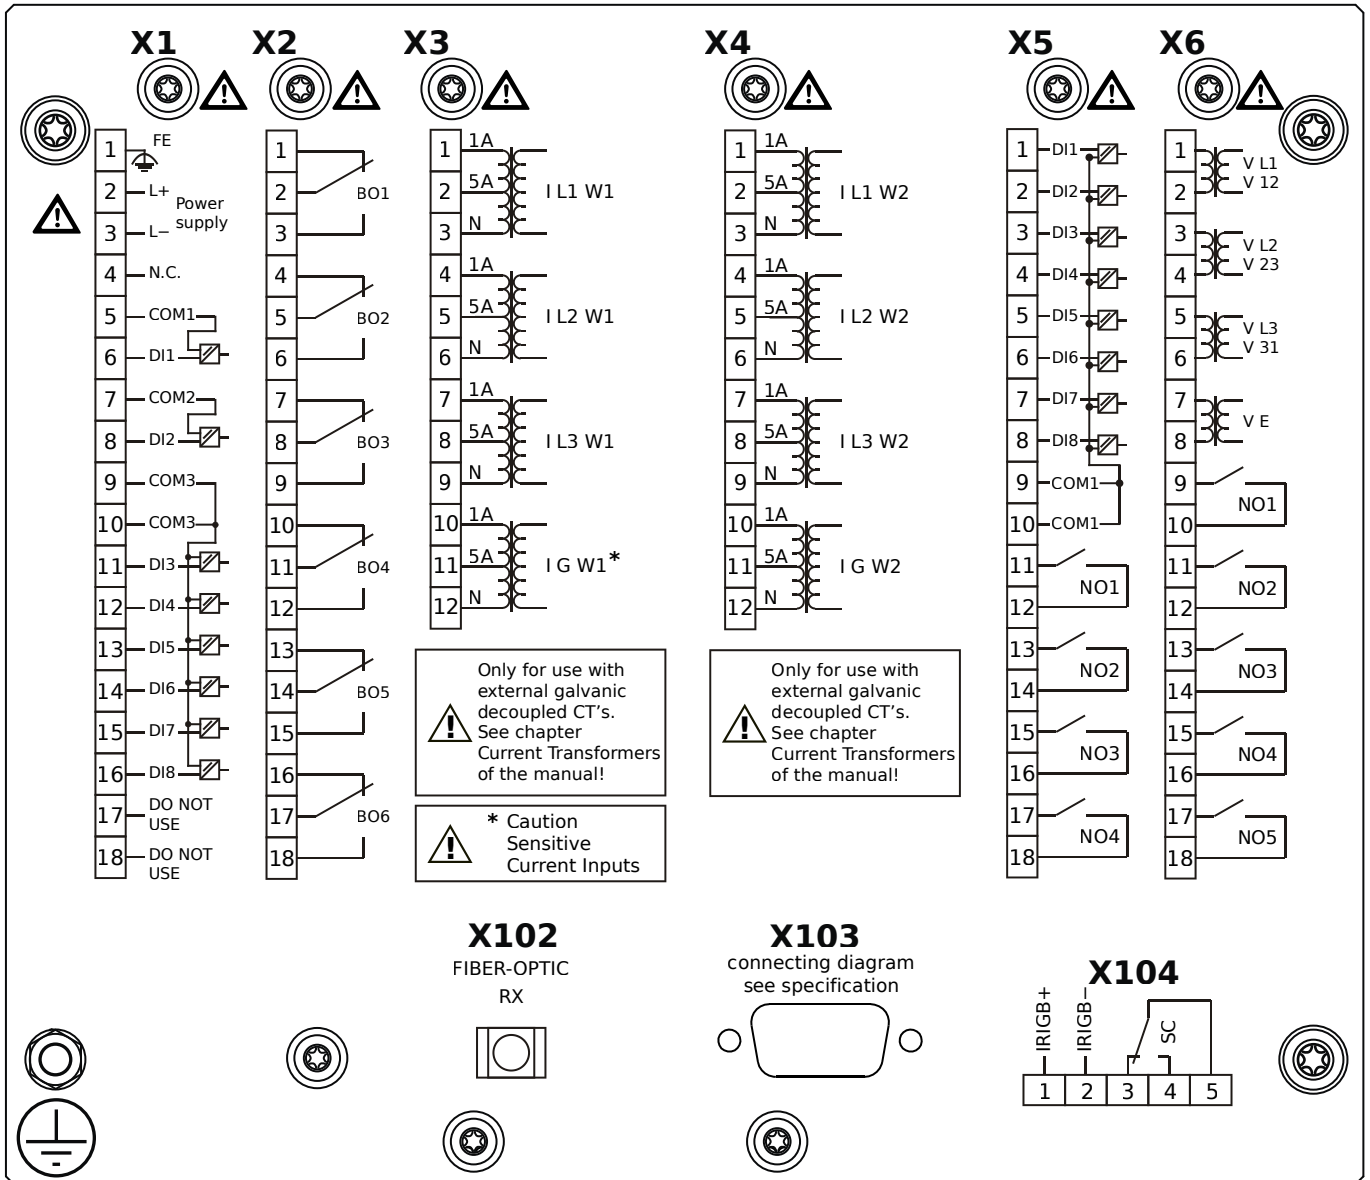 X1
X2
X3
X4
X5
X6
1
FE
2
L+
Power
supply
3
L−
4
N.C.
5
COM1
6
DI1
7
COM2
8
DI2
9
COM3
10
COM3
11
DI3
12
DI4
13
DI5
14
DI6
15
DI7
16
DI8
17
DO NOT
USE
18
DO NOT
USE
1
2
BO1
3
4
5
BO2
6
7
8
BO3
9
10
11
BO4
12
13
14
BO5
15
16
17
BO6
18
1
1A
2
5A
I L1 W1
3
N
4
1A
5
5A
I L2 W1
6
N
7
1A
8
5A
I L3 W1
9
N
10
1A
11
5A
I G W1*
12
N
Only for use with
external galvanic
decoupled CT's.
See chapter
Current Transformers
of the manual!
* Caution
Sensitive
Current Inputs
1
1A
2
5A
I L1 W2
3
N
4
1A
5
5A
I L2 W2
6
N
7
1A
8
5A
I L3 W2
9
N
10
1A
11
5A
I G W2
12
N
Only for use with
external galvanic
decoupled CT's.
See chapter
Current Transformers
of the manual!
1
DI1
2
DI2
3
DI3
4
DI4
5
DI5
6
DI6
7
DI7
8
DI8
9
COM1
10
COM1
11
NO1
12
13
NO2
14
15
NO3
16
17
NO4
18
1
V L1
V 12
2
3
V L2
V 23
4
5
V L3
V 31
6
7
V E
8
9
NO1
10
11
NO2
12
13
NO3
14
15
NO4
16
17
NO5
18
X102
FIBER-OPTIC
RX
X103
connecting diagram
see specification
X104
IRIGB+
IRIGB−
SC
1
2
3
4
5